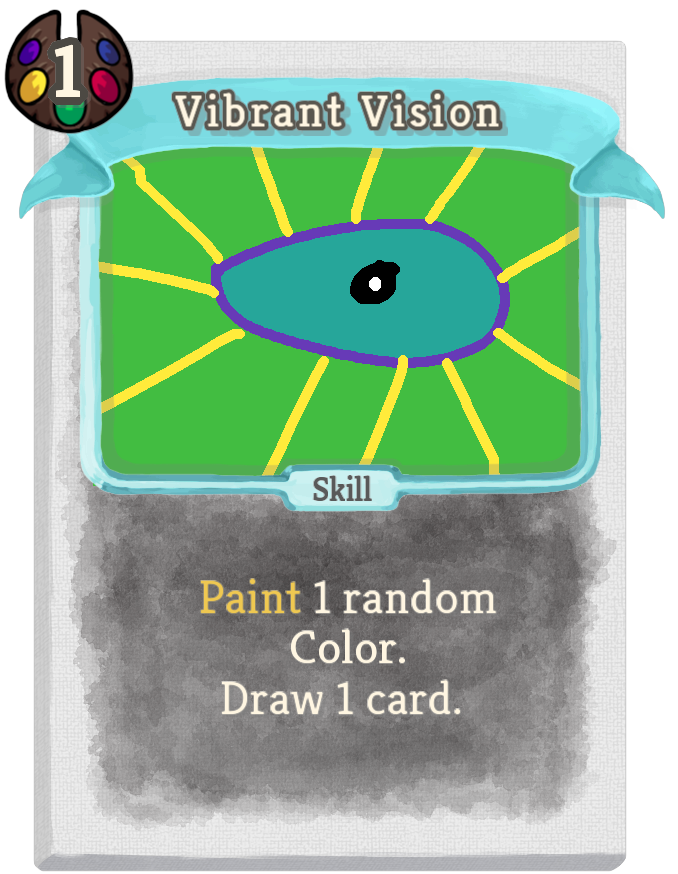 1
Vibrant Vision
Skill
Paint 1 random
Color.
Draw 1 card.